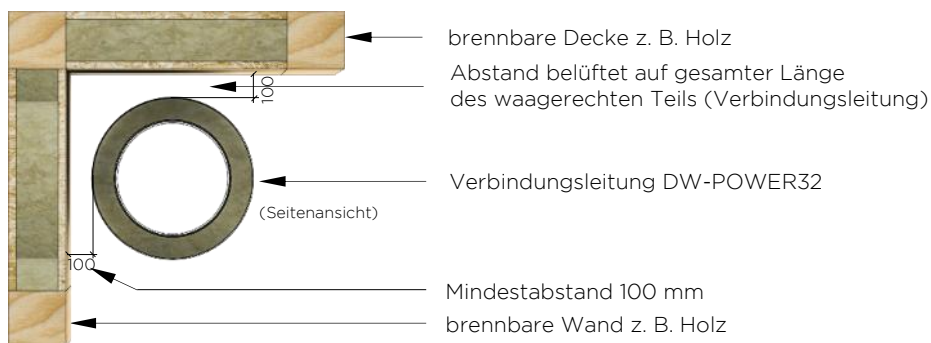 brennbare Decke z. B. Holz
Abstand belüftet auf gesamter Länge
des waagerechten Teils (Verbindungsleitung)
100
Verbindungsleitung DW-POWER32
(Seitenansicht)
100
Mindestabstand 100 mm
brennbare Wand z. B. Holz